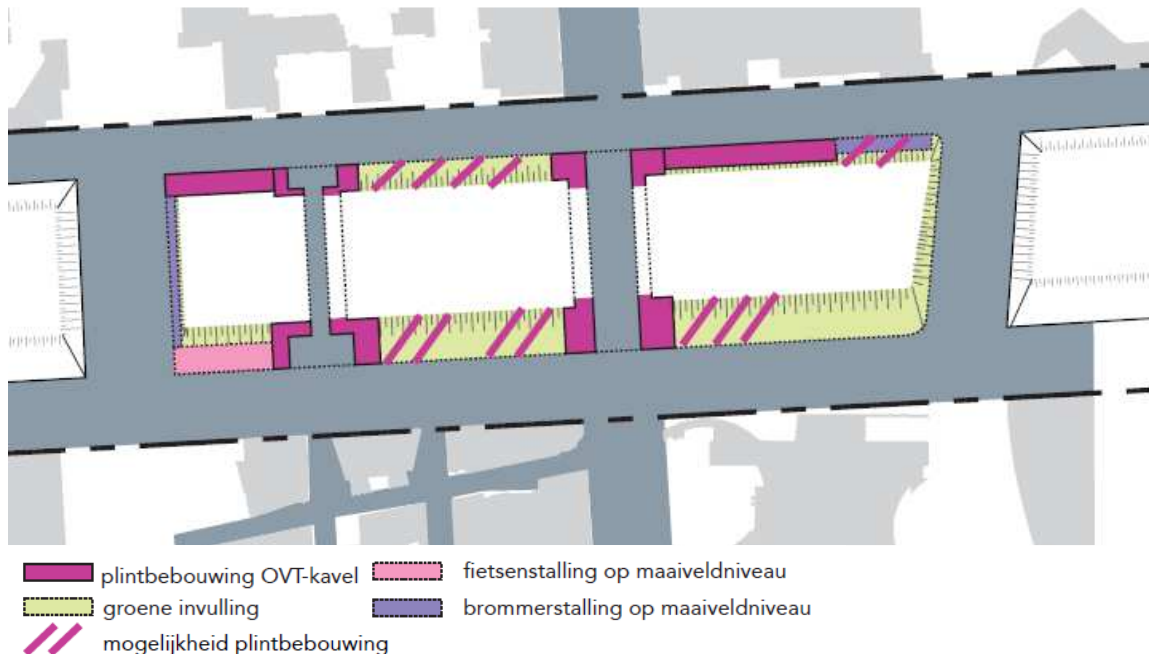 plintbebouwing OVT-kavel
fietsenstalling op maaiveldniveau
groene invulling
brommerstalling op maaiveldniveau
mogelijkheid plintbebouwing